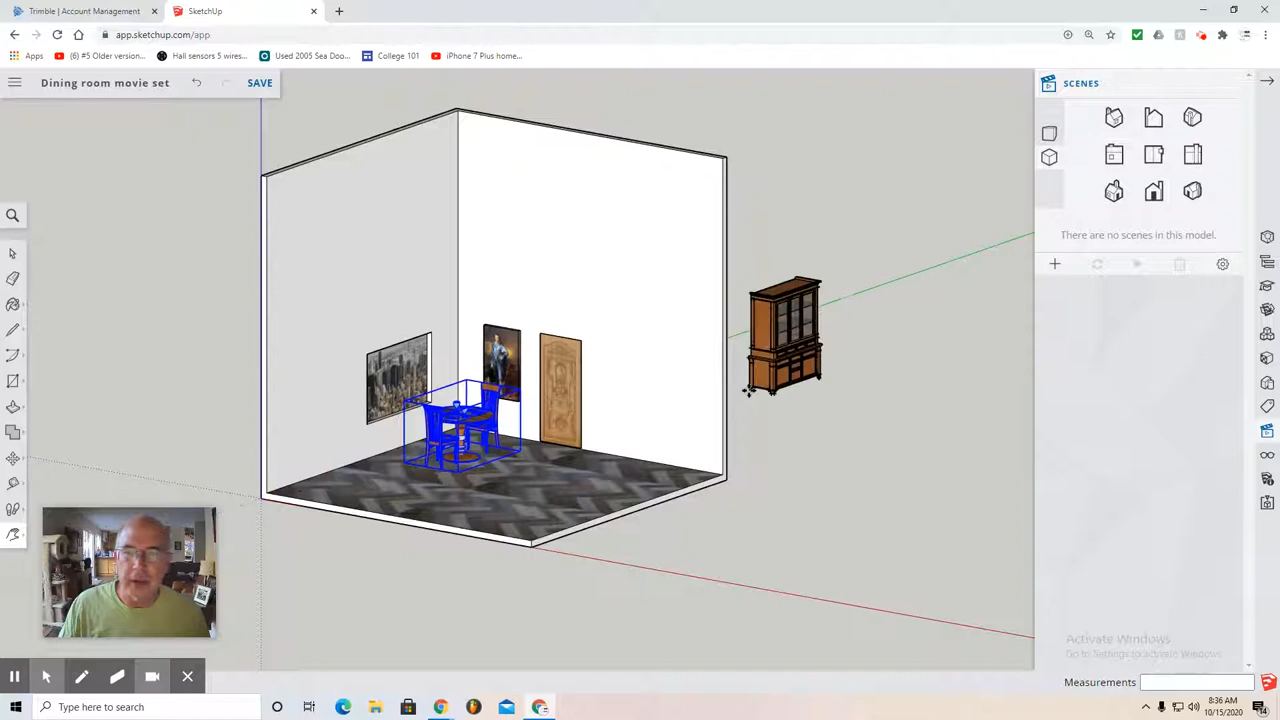 Trimble | Account Management
SketchUp
app.sketchup.com/app
Apps
(6) #5 Older version...
Hall sensors 5 wires...
Used 2005 Sea Doo...
College 101
iPhone 7 Plus home...
Dining room movie set
SAVE
SCENES
There are no scenes in this model.
Activate Windows
Go to Settings to activate Windows.
Measurements
Type here to search
8:36 AM
10/15/2020